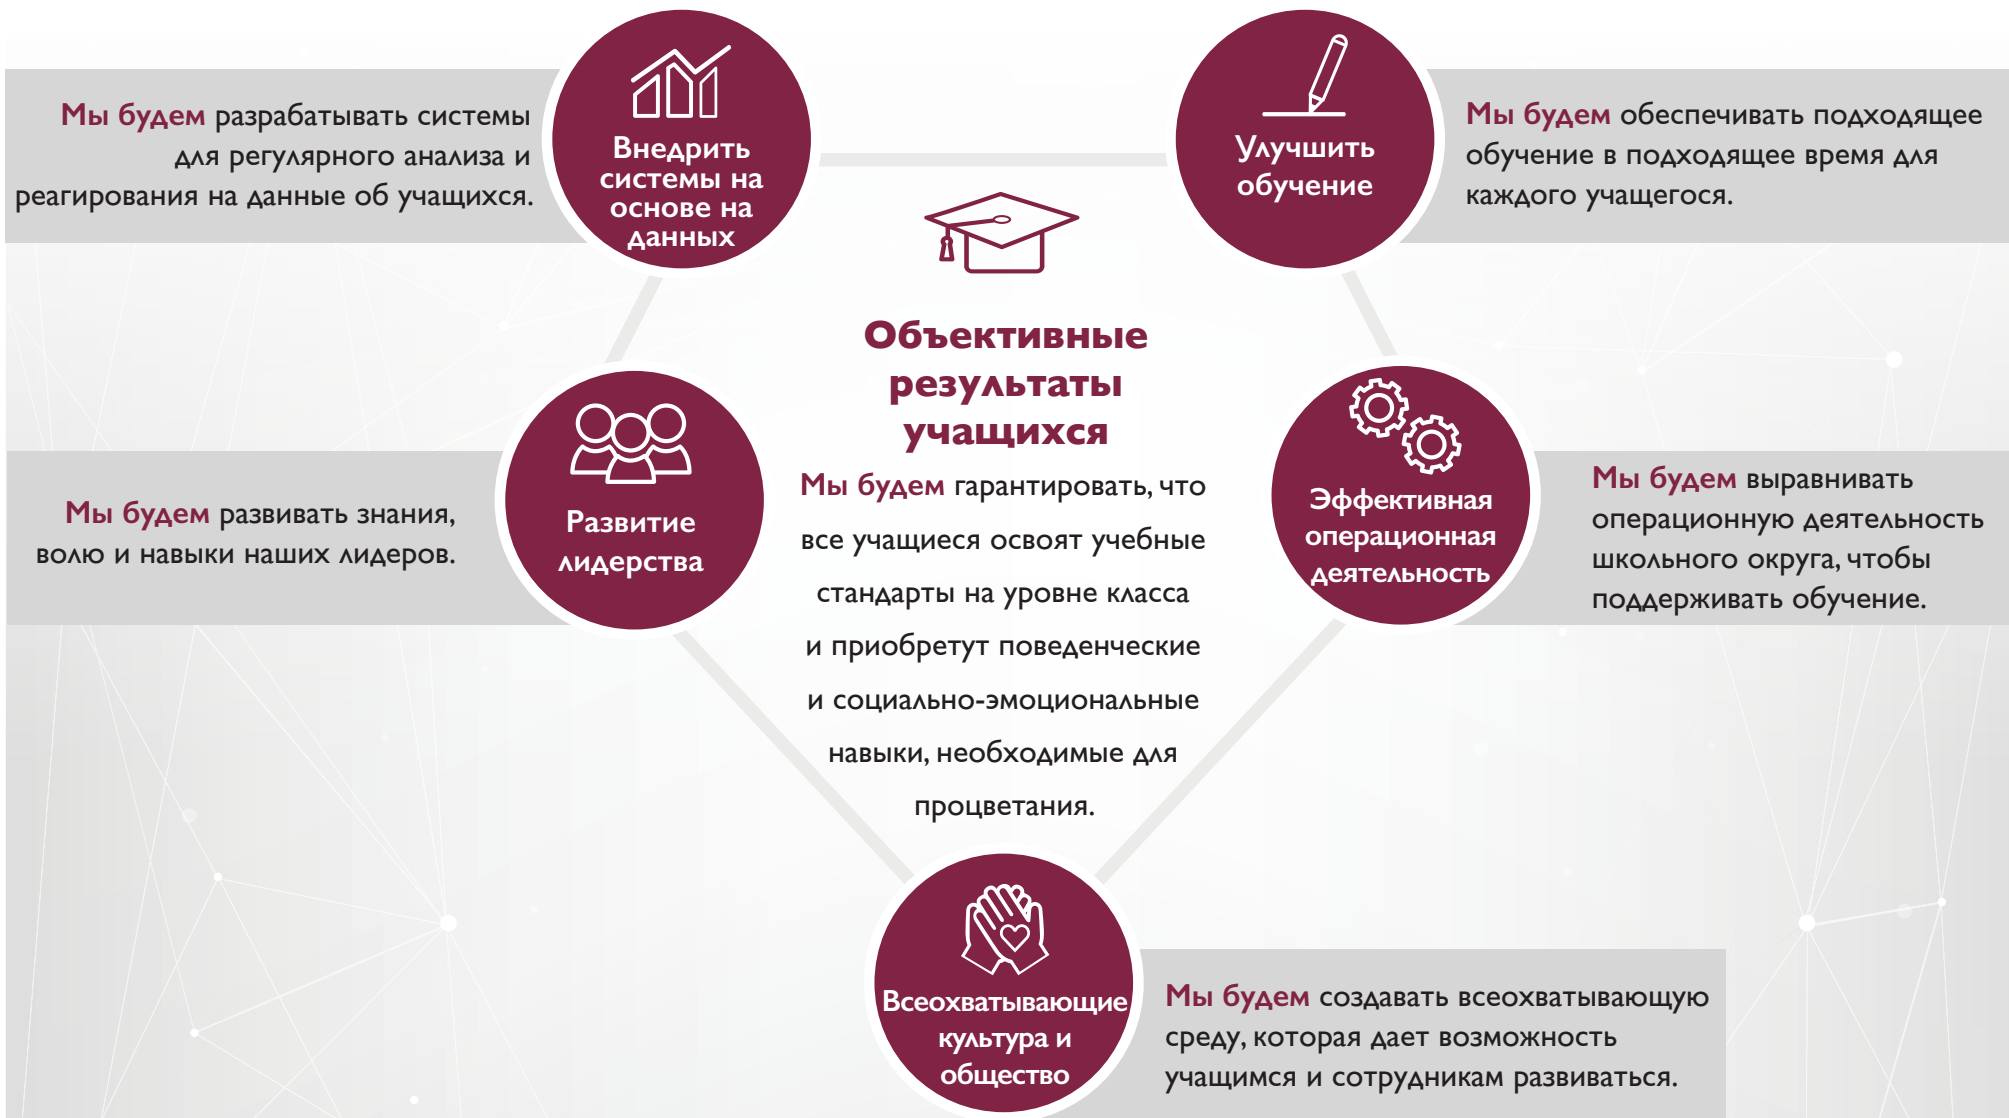 Мы будем разрабатывать системы
для регулярного анализа и
реагирования на данные об учащихся.
Внедрить
системы на
основе на
данных
Улучшить
обучение
Мы будем обеспечивать подходящее
обучение в подходящее время для
каждого учащегося.
Объективные
результаты
учащихся
Мы будем гарантировать, что
все учащиеся освоят учебные
стандарты на уровне класса
и приобретут поведенческие
и социально-эмоциональные
навыки, необходимые для
процветания.
Мы будем развивать знания,
волю и навыки наших лидеров.
Развитие
лидерства
Эффективная
операционная
деятельность
Мы будем выравнивать
операционную деятельность
школьного округа, чтобы
поддерживать обучение.
Всеохватывающие
культура и
общество
Мы будем создавать всеохватывающую
среду, которая дает возможность
учащимся и сотрудникам развиваться.